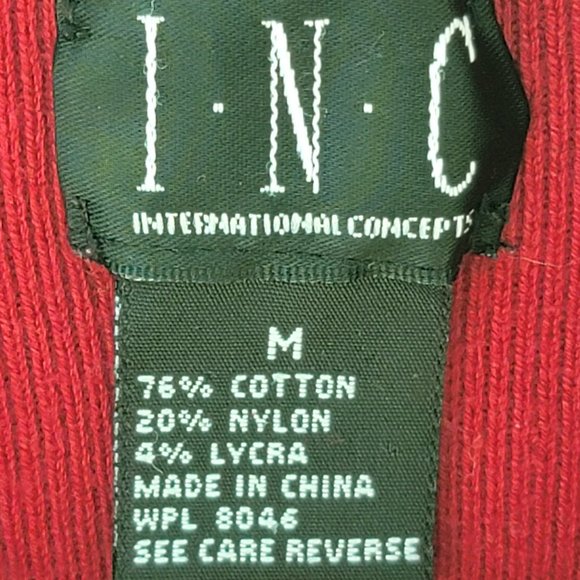 I·N·C
INTERNATIONAL CONCEPTS
M
76% COTTON
20% NYLON
4% LYCRA
MADE IN CHINA
WPL 8046
SEE CARE REVERSE